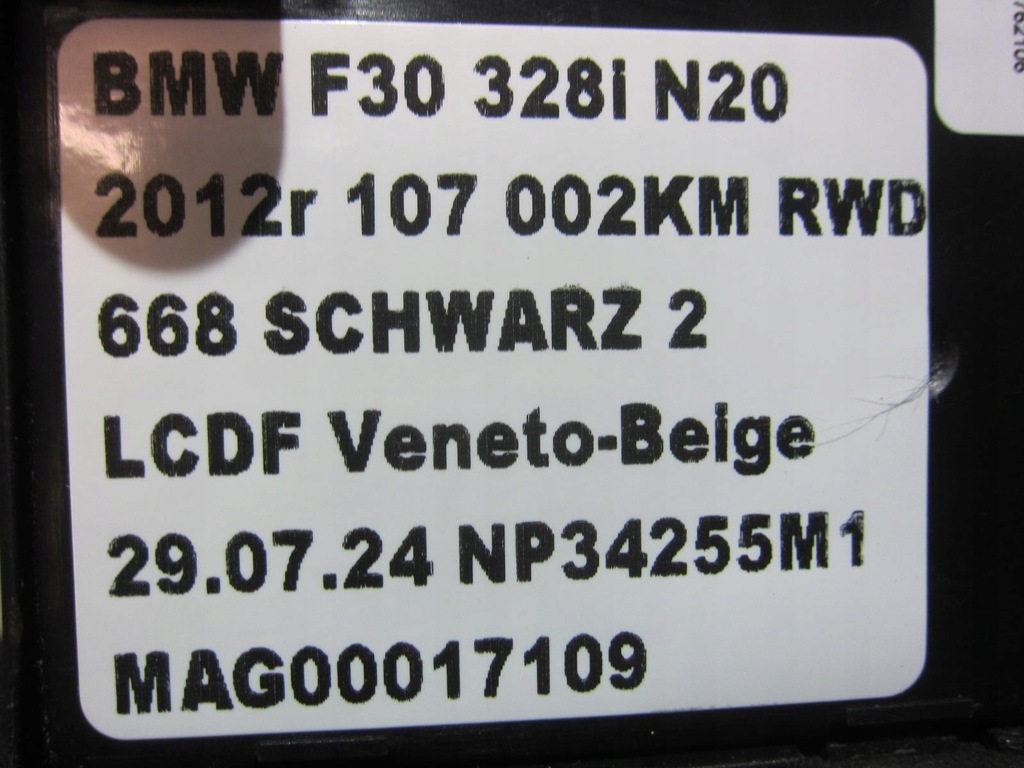 BMW F30 328i N20
2012r 107 002KM RWD
668 SCHWARZ 2
LCDF Veneto-Beige
29.07.24 NP34255M1
MAG00017109